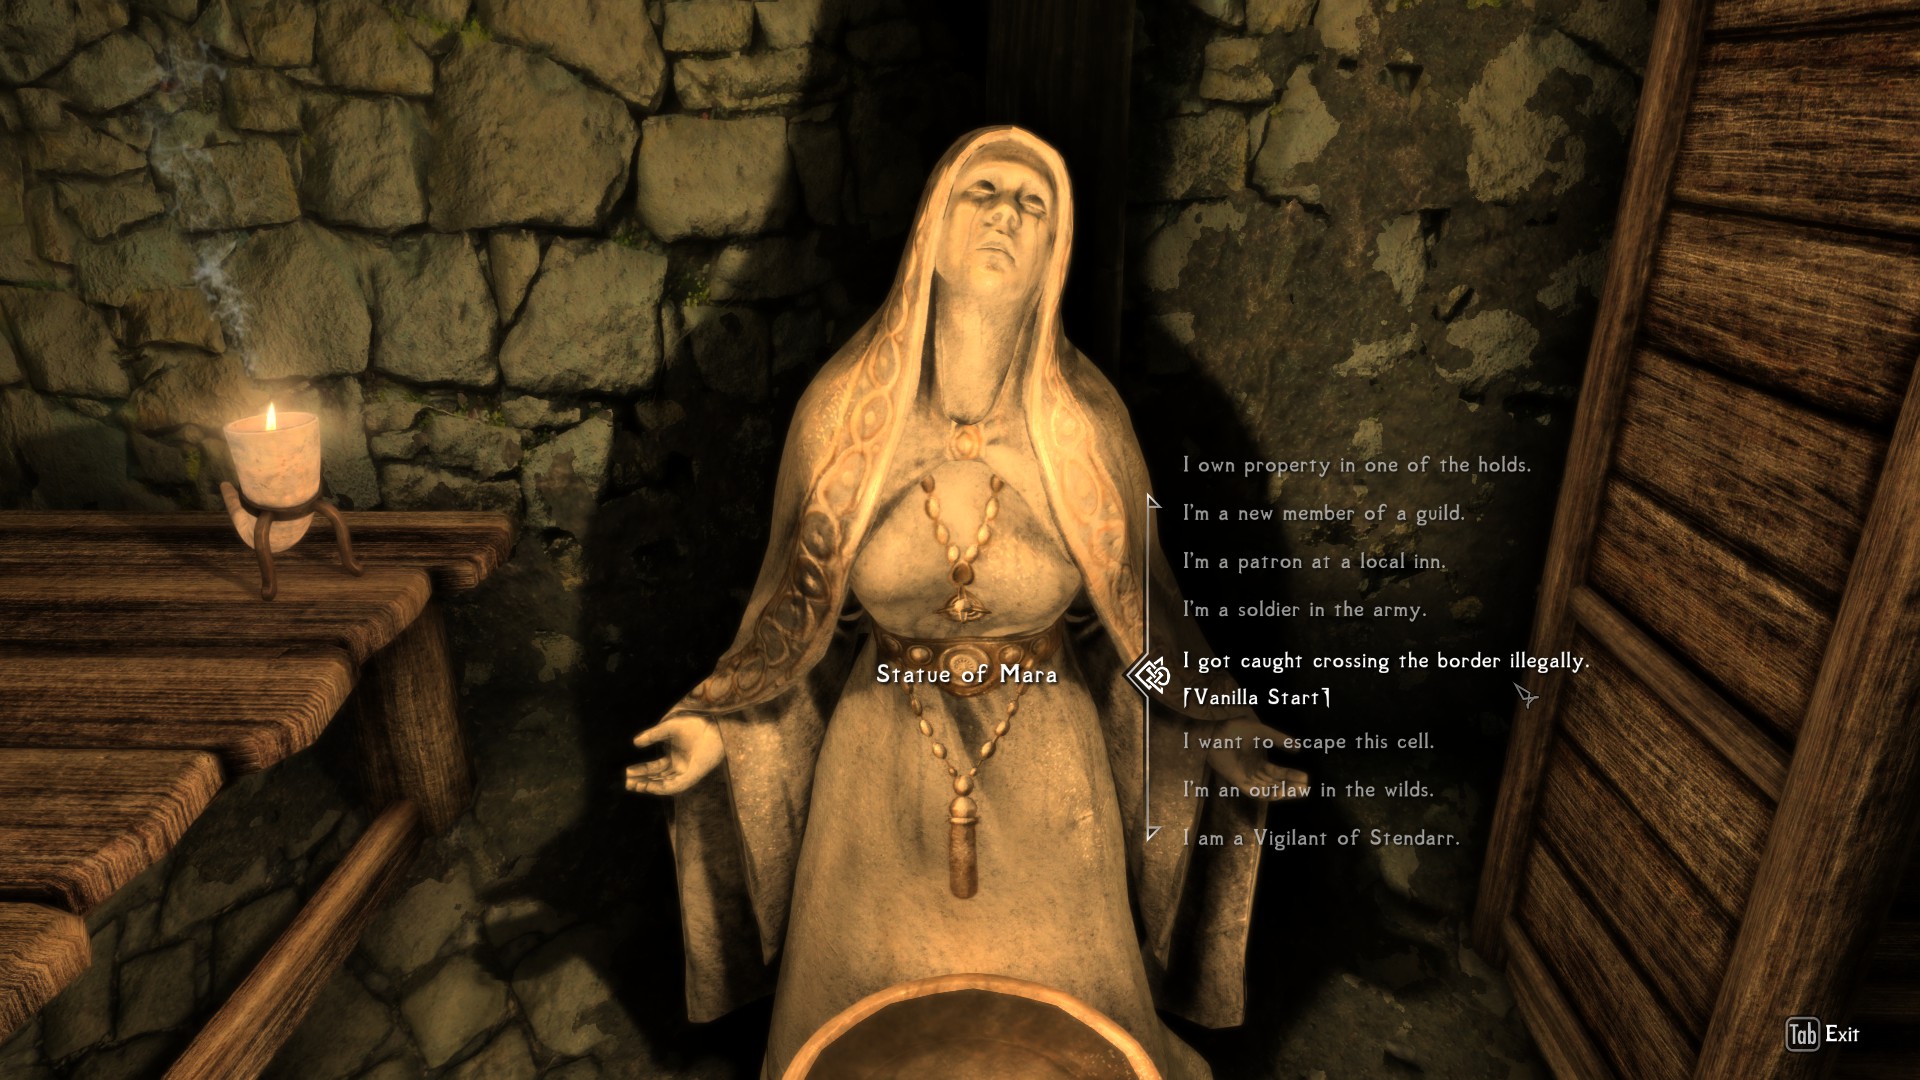 I own property in one of the holds.
I'm a new member of a guild.
I'm a patron at a local inn.
I'm a soldier in the army.
Statue of Mara
I got caught crossing the border illegally.
[Vanilla Start]
I want to escape this cell.
I'm an outlaw in the wilds.
I am a Vigilant of Stendarr.
Tab Exit